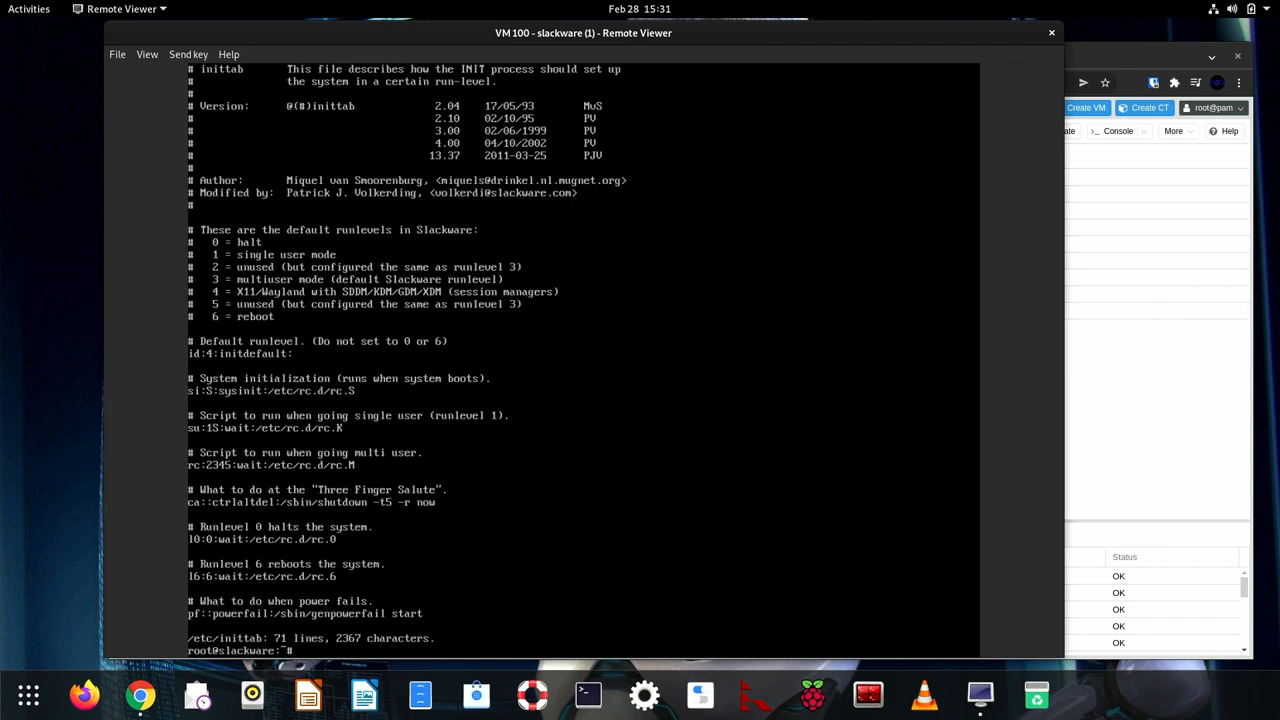 Activities
Remote Viewer
Feb 28 15:31
VM 100 - slackware (1) - Remote Viewer
File View Send key Help
# inittab This file describes how the INIT process should set up
# the system in a certain run-level.
#
# Version: @(#)inittab 2.04 17/05/93 MvS
# 2.10 02/10/95 PV
# 3.00 02/06/1999 PV
# 4.00 04/10/2002 PV
# 13.37 2011-03-25 PJV
#
# Author: Miquel van Smoorenburg, <miquels@drinkel.nl.mugnet.org>
# Modified by: Patrick J. Volkerding, <volkerdi@slackware.com>
#
# These are the default runlevels in Slackware:
# 0 = halt
# 1 = single user mode
# 2 = unused (but configured the same as runlevel 3)
# 3 = multiuser mode (default Slackware runlevel)
# 4 = X11/Wayland with SDDM/KDM/GDM/XDM (session managers)
# 5 = unused (but configured the same as runlevel 3)
# 6 = reboot
# Default runlevel. (Do not set to 0 or 6)
id:4:initdefault:
# System initialization (runs when system boots).
si:S:sysinit:/etc/rc.d/rc.S
# Script to run when going single user (runlevel 1).
su:1S:wait:/etc/rc.d/rc.K
# Script to run when going multi user.
rc:2345:wait:/etc/rc.d/rc.M
# What to do at the "Three Finger Salute".
ca::ctrlaltdel:/sbin/shutdown -t5 -r now
# Runlevel 0 halts the system.
l0:0:wait:/etc/rc.d/rc.0
# Runlevel 6 reboots the system.
l6:6:wait:/etc/rc.d/rc.6
# What to do when power fails.
pf::powerfail:/sbin/genpowerfail start
/etc/inittab: 71 lines, 2367 characters.
root@slackware:~#
Create VM Create CT root@pam
ate Console More Help
Status
OK
OK
OK
OK
OK